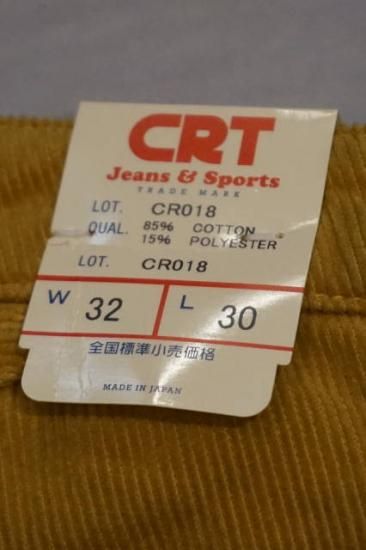 CRT
Jeans & Sports
TRADE MARK
LOT. CR018
QUAL. 85% COTTON
15% POLYESTER
LOT. CR018
W 32 L 30
全国標準小売価格
MADE IN JAPAN